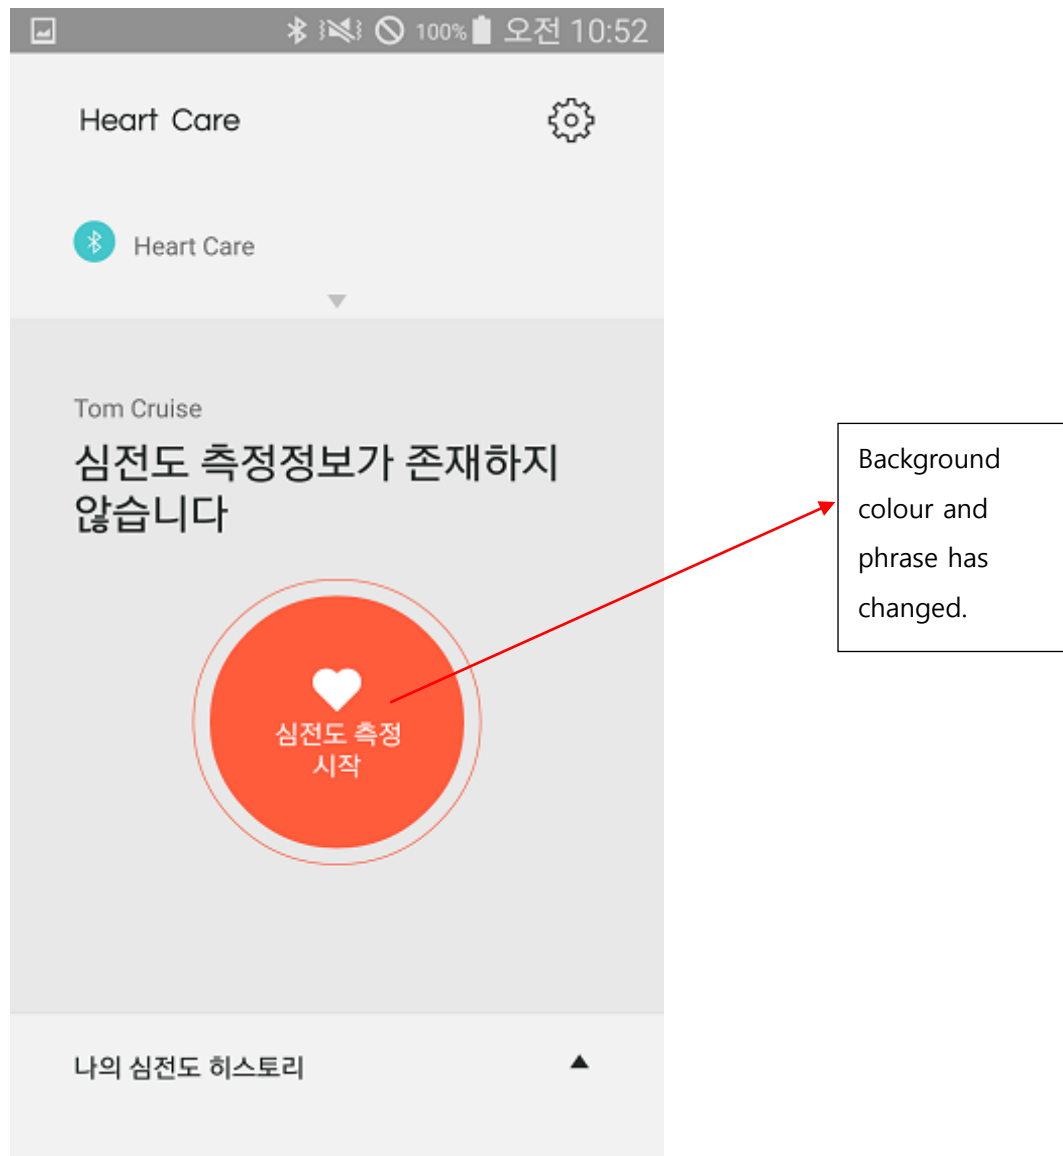 100% 오전 10:52
Heart Care
Heart Care
Tom Cruise
심전도 측정정보가 존재하지
않습니다
심전도 측정
시작
나의 심전도 히스토리
Background
colour and
phrase has
changed.